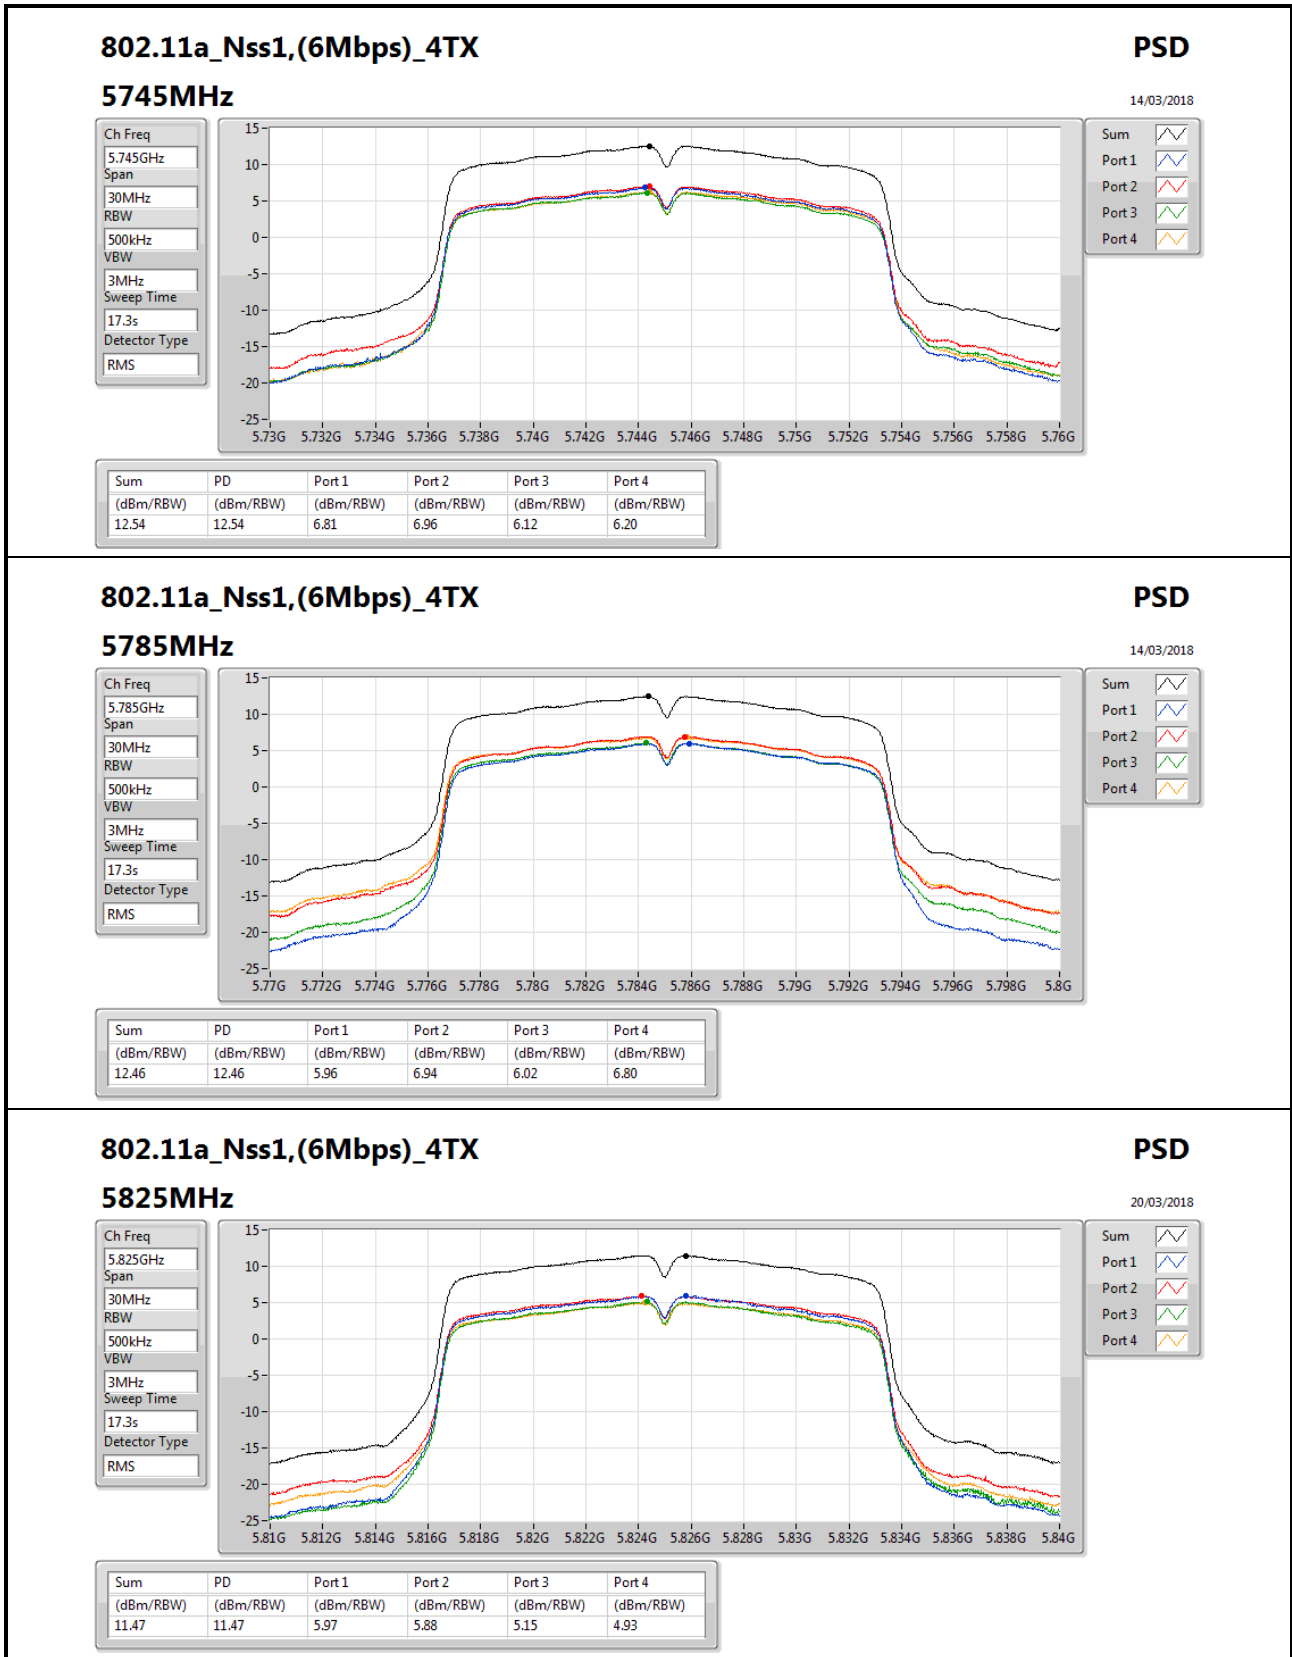 802.11a_Nss1,(6Mbps)_4TX PSD
5745MHz 14/03/2018
Ch Freq
5.745GHz
Span
30MHz
RBW
500kHz
VBW
3MHz
Sweep Time
17.3s
Detector Type
RMS
15
10
5
0
-5
-10
-15
-20
-25
5.73G 5.732G 5.734G 5.736G 5.738G 5.74G 5.742G 5.744G 5.746G 5.748G 5.75G 5.752G 5.754G 5.756G 5.758G 5.76G
Sum
Port 1
Port 2
Port 3
Port 4
Sum PD Port 1 Port 2 Port 3 Port 4
(dBm/RBW) (dBm/RBW) (dBm/RBW) (dBm/RBW) (dBm/RBW) (dBm/RBW)
12.54 12.54 6.81 6.96 6.12 6.20
802.11a_Nss1,(6Mbps)_4TX PSD
5785MHz 14/03/2018
Ch Freq
5.785GHz
Span
30MHz
RBW
500kHz
VBW
3MHz
Sweep Time
17.3s
Detector Type
RMS
15
10
5
0
-5
-10
-15
-20
-25
5.77G 5.772G 5.774G 5.776G 5.778G 5.78G 5.782G 5.784G 5.786G 5.788G 5.79G 5.792G 5.794G 5.796G 5.798G 5.8G
Sum
Port 1
Port 2
Port 3
Port 4
Sum PD Port 1 Port 2 Port 3 Port 4
(dBm/RBW) (dBm/RBW) (dBm/RBW) (dBm/RBW) (dBm/RBW) (dBm/RBW)
12.46 12.46 5.96 6.94 6.02 6.80
802.11a_Nss1,(6Mbps)_4TX PSD
5825MHz 20/03/2018
Ch Freq
5.825GHz
Span
30MHz
RBW
500kHz
VBW
3MHz
Sweep Time
17.3s
Detector Type
RMS
15
10
5
0
-5
-10
-15
-20
-25
5.81G 5.812G 5.814G 5.816G 5.818G 5.82G 5.822G 5.824G 5.826G 5.828G 5.83G 5.832G 5.834G 5.836G 5.838G 5.84G
Sum
Port 1
Port 2
Port 3
Port 4
Sum PD Port 1 Port 2 Port 3 Port 4
(dBm/RBW) (dBm/RBW) (dBm/RBW) (dBm/RBW) (dBm/RBW) (dBm/RBW)
11.47 11.47 5.97 5.88 5.15 4.93